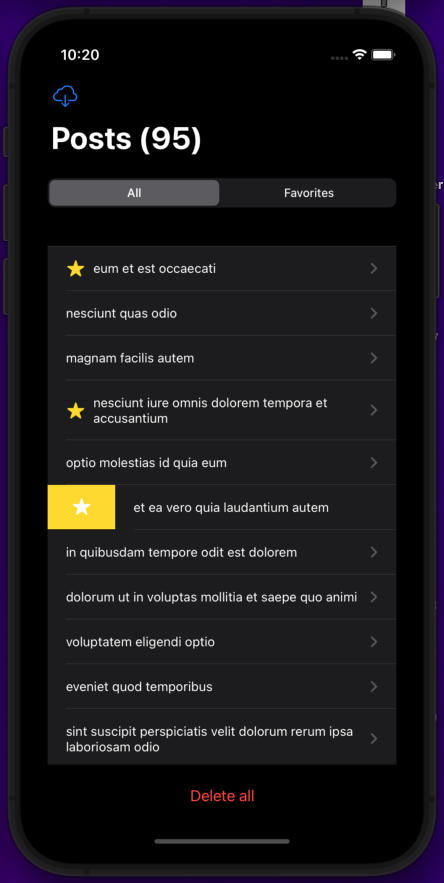 10:20
Posts (95)
All
Favorites
eum et est occaecati
nesciunt quas odio
magnam facilis autem
nesciunt iure omnis dolorem tempora et
accusantium
optio molestias id quia eum
et ea vero quia laudantium autem
in quibusdam tempore odit est dolorem
dolorum ut in voluptas mollitia et saepe quo animi
voluptatem eligendi optio
eveniet quod temporibus
sint suscipit perspiciatis velit dolorum rerum ipsa
laboriosam odio
Delete all